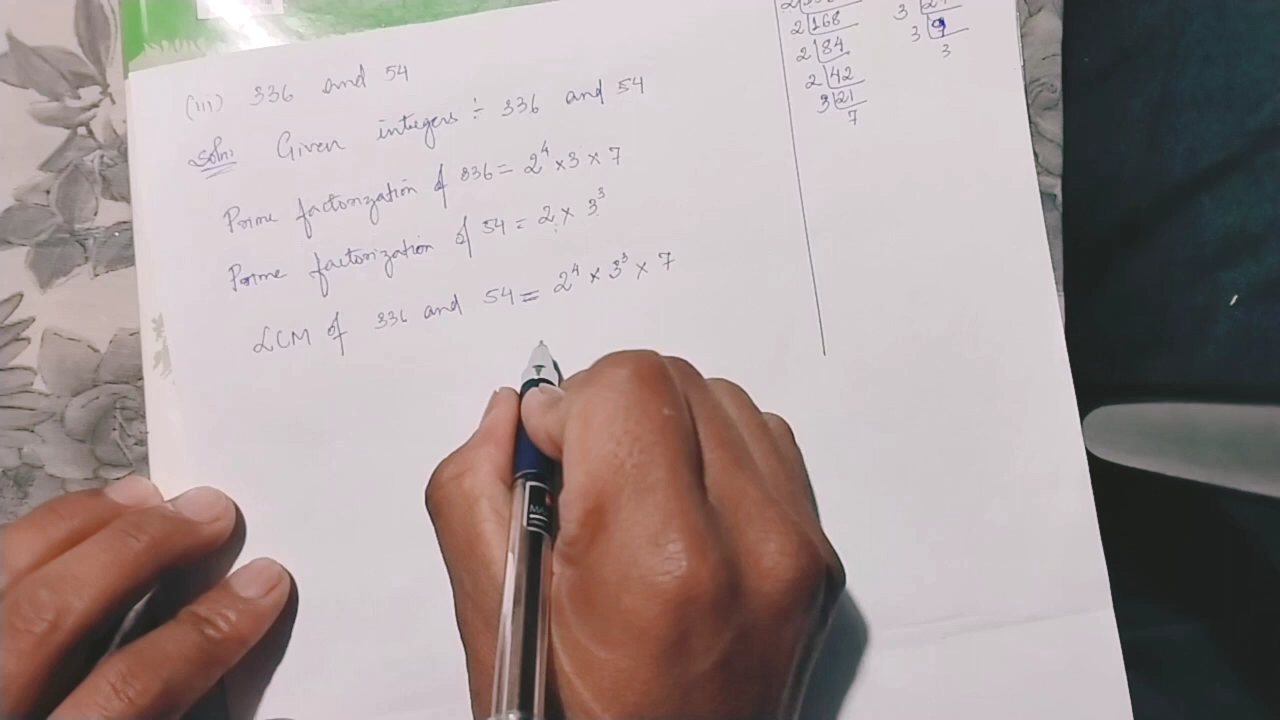 (iii) 336 and 54
Soln: Given integers ÷ 336 and 54
Prime factorization of 336 = 2⁴ × 3 × 7
Prime factorization of 54 = 2 × 3³
LCM of 336 and 54 = 2⁴ × 3³ × 7
2|168
2|84
2|42
3|21
7
3
3|9
3